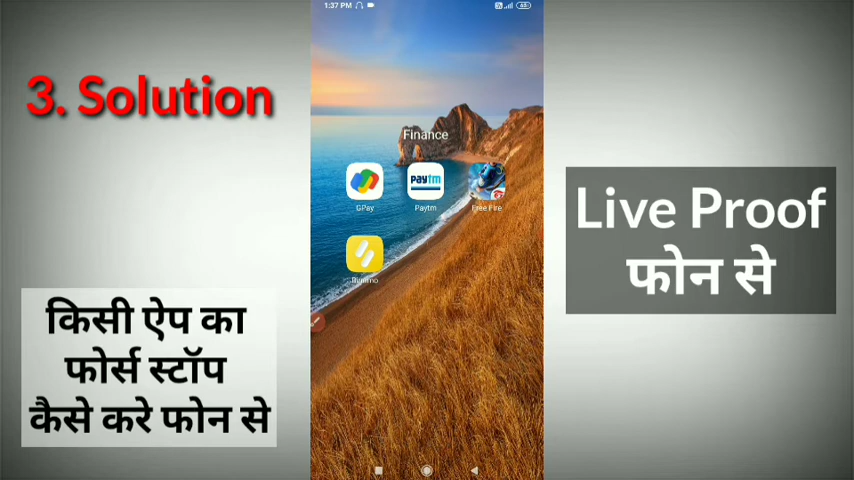 1:37 PM
3. Solution
Finance
GPay
Paytm
Free Fire
Live Proof
फोन से
किसी ऐप का
फोर्स स्टॉप
कैसे करे फोन से